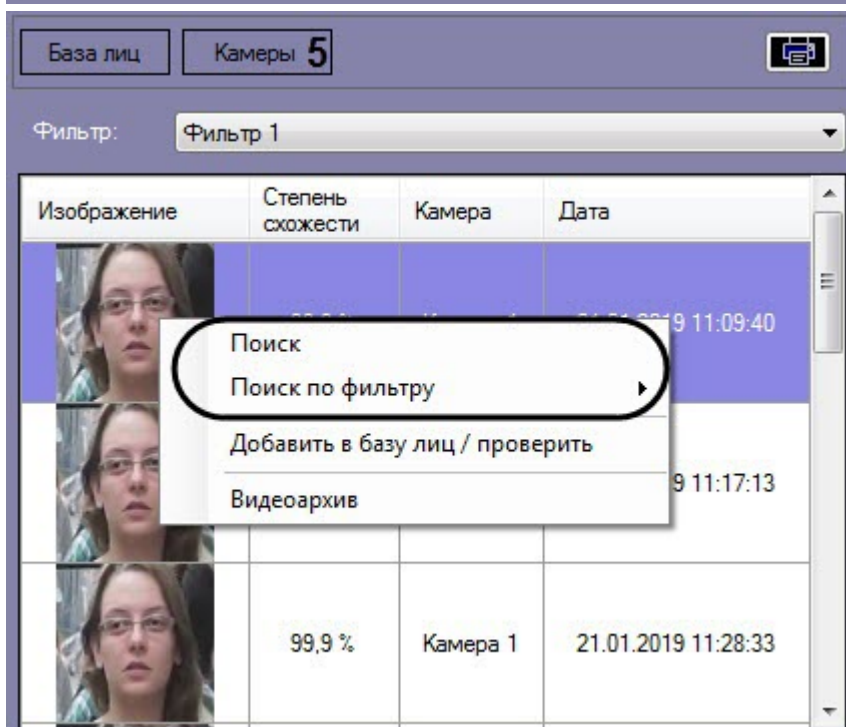 База лиц Камеры 5
Фильтр: Фильтр 1
Изображение Степень схожести Камера Дата
9 11:09:40
Поиск
Поиск по фильтру
Добавить в базу лиц / проверить
9 11:17:13
Видеоархив
99,9 % Камера 1 21.01.2019 11:28:33